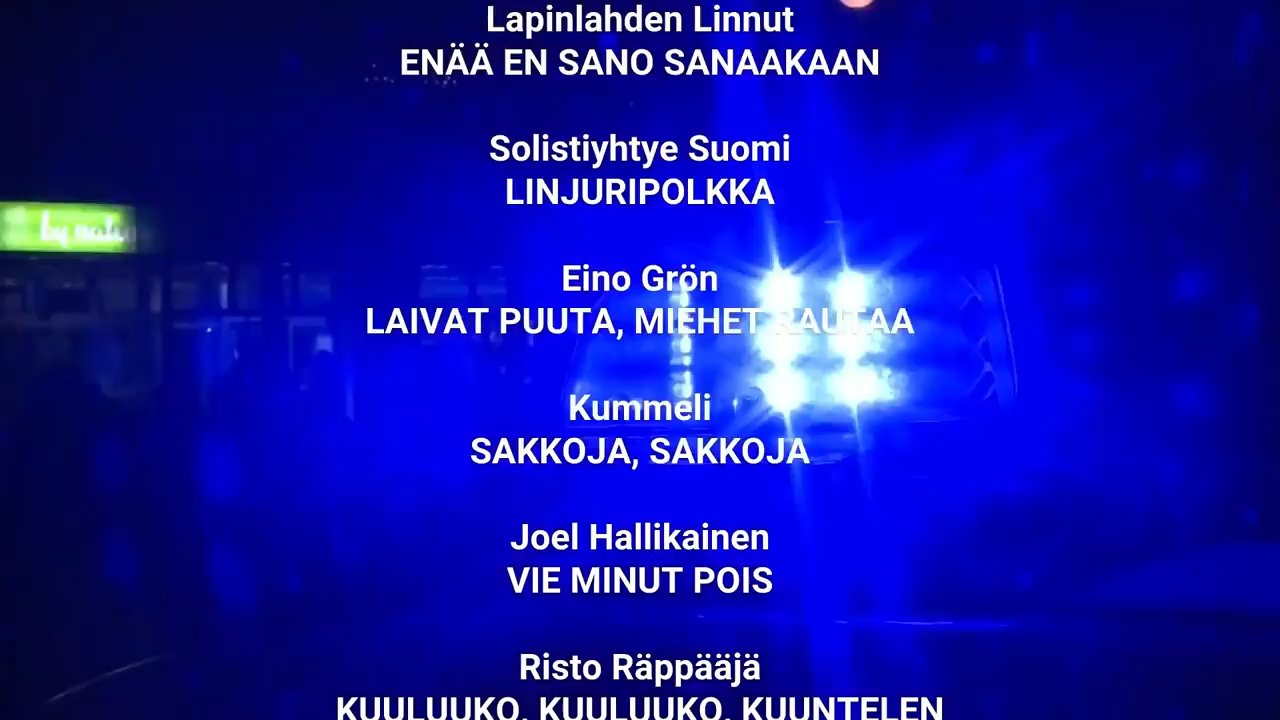 Lapinlahden Linnut
ENÄÄ EN SANO SANAAKAAN
Solistiyhtye Suomi
LINJURIPOLKKA
Eino Grön
LAIVAT PUUTA, MIEHET RAUTAA
Kummeli
SAKKOJA, SAKKOJA
Joel Hallikainen
VIE MINUT POIS
Risto Räppääjä
KUULUUKO, KUULUUKO, KUUNTELEN